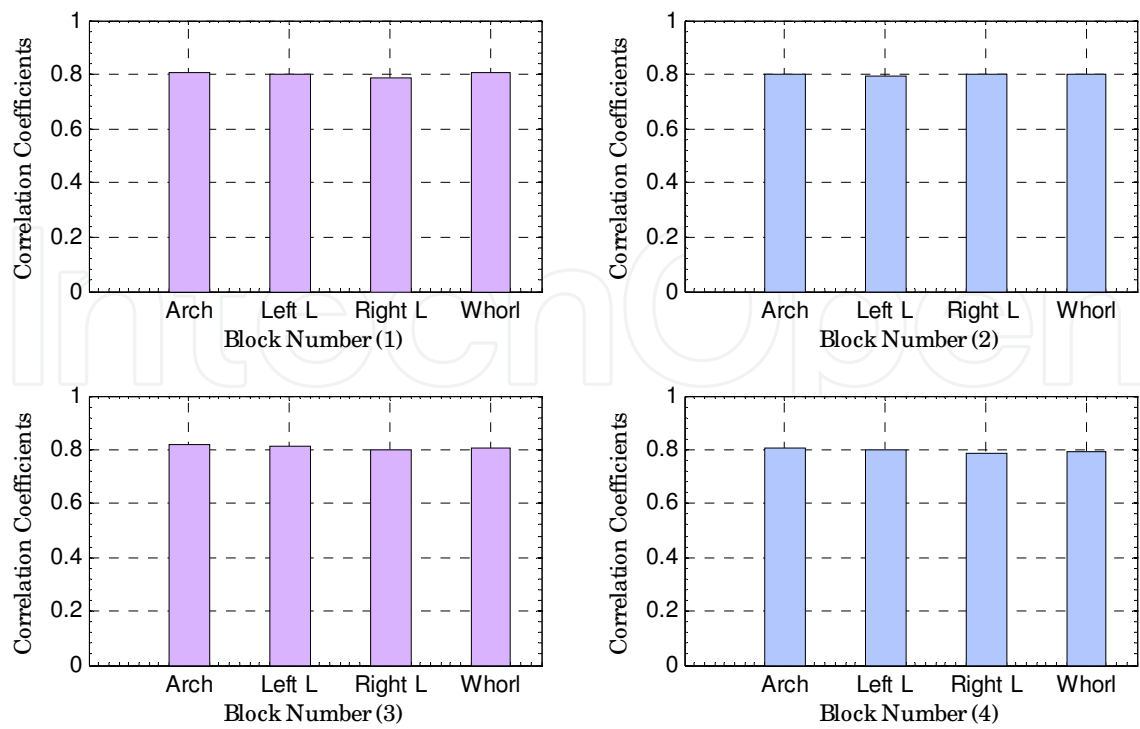 1
0.8
0.6
0.4
0.2
0
Correlation Coefficients
Arch Left L Right L Whorl
Block Number (1)
1
0.8
0.6
0.4
0.2
0
Correlation Coefficients
Arch Left L Right L Whorl
Block Number (2)
IntechOpen
1
0.8
0.6
0.4
0.2
0
Correlation Coefficients
Arch Left L Right L Whorl
Block Number (3)
1
0.8
0.6
0.4
0.2
0
Correlation Coefficients
Arch Left L Right L Whorl
Block Number (4)